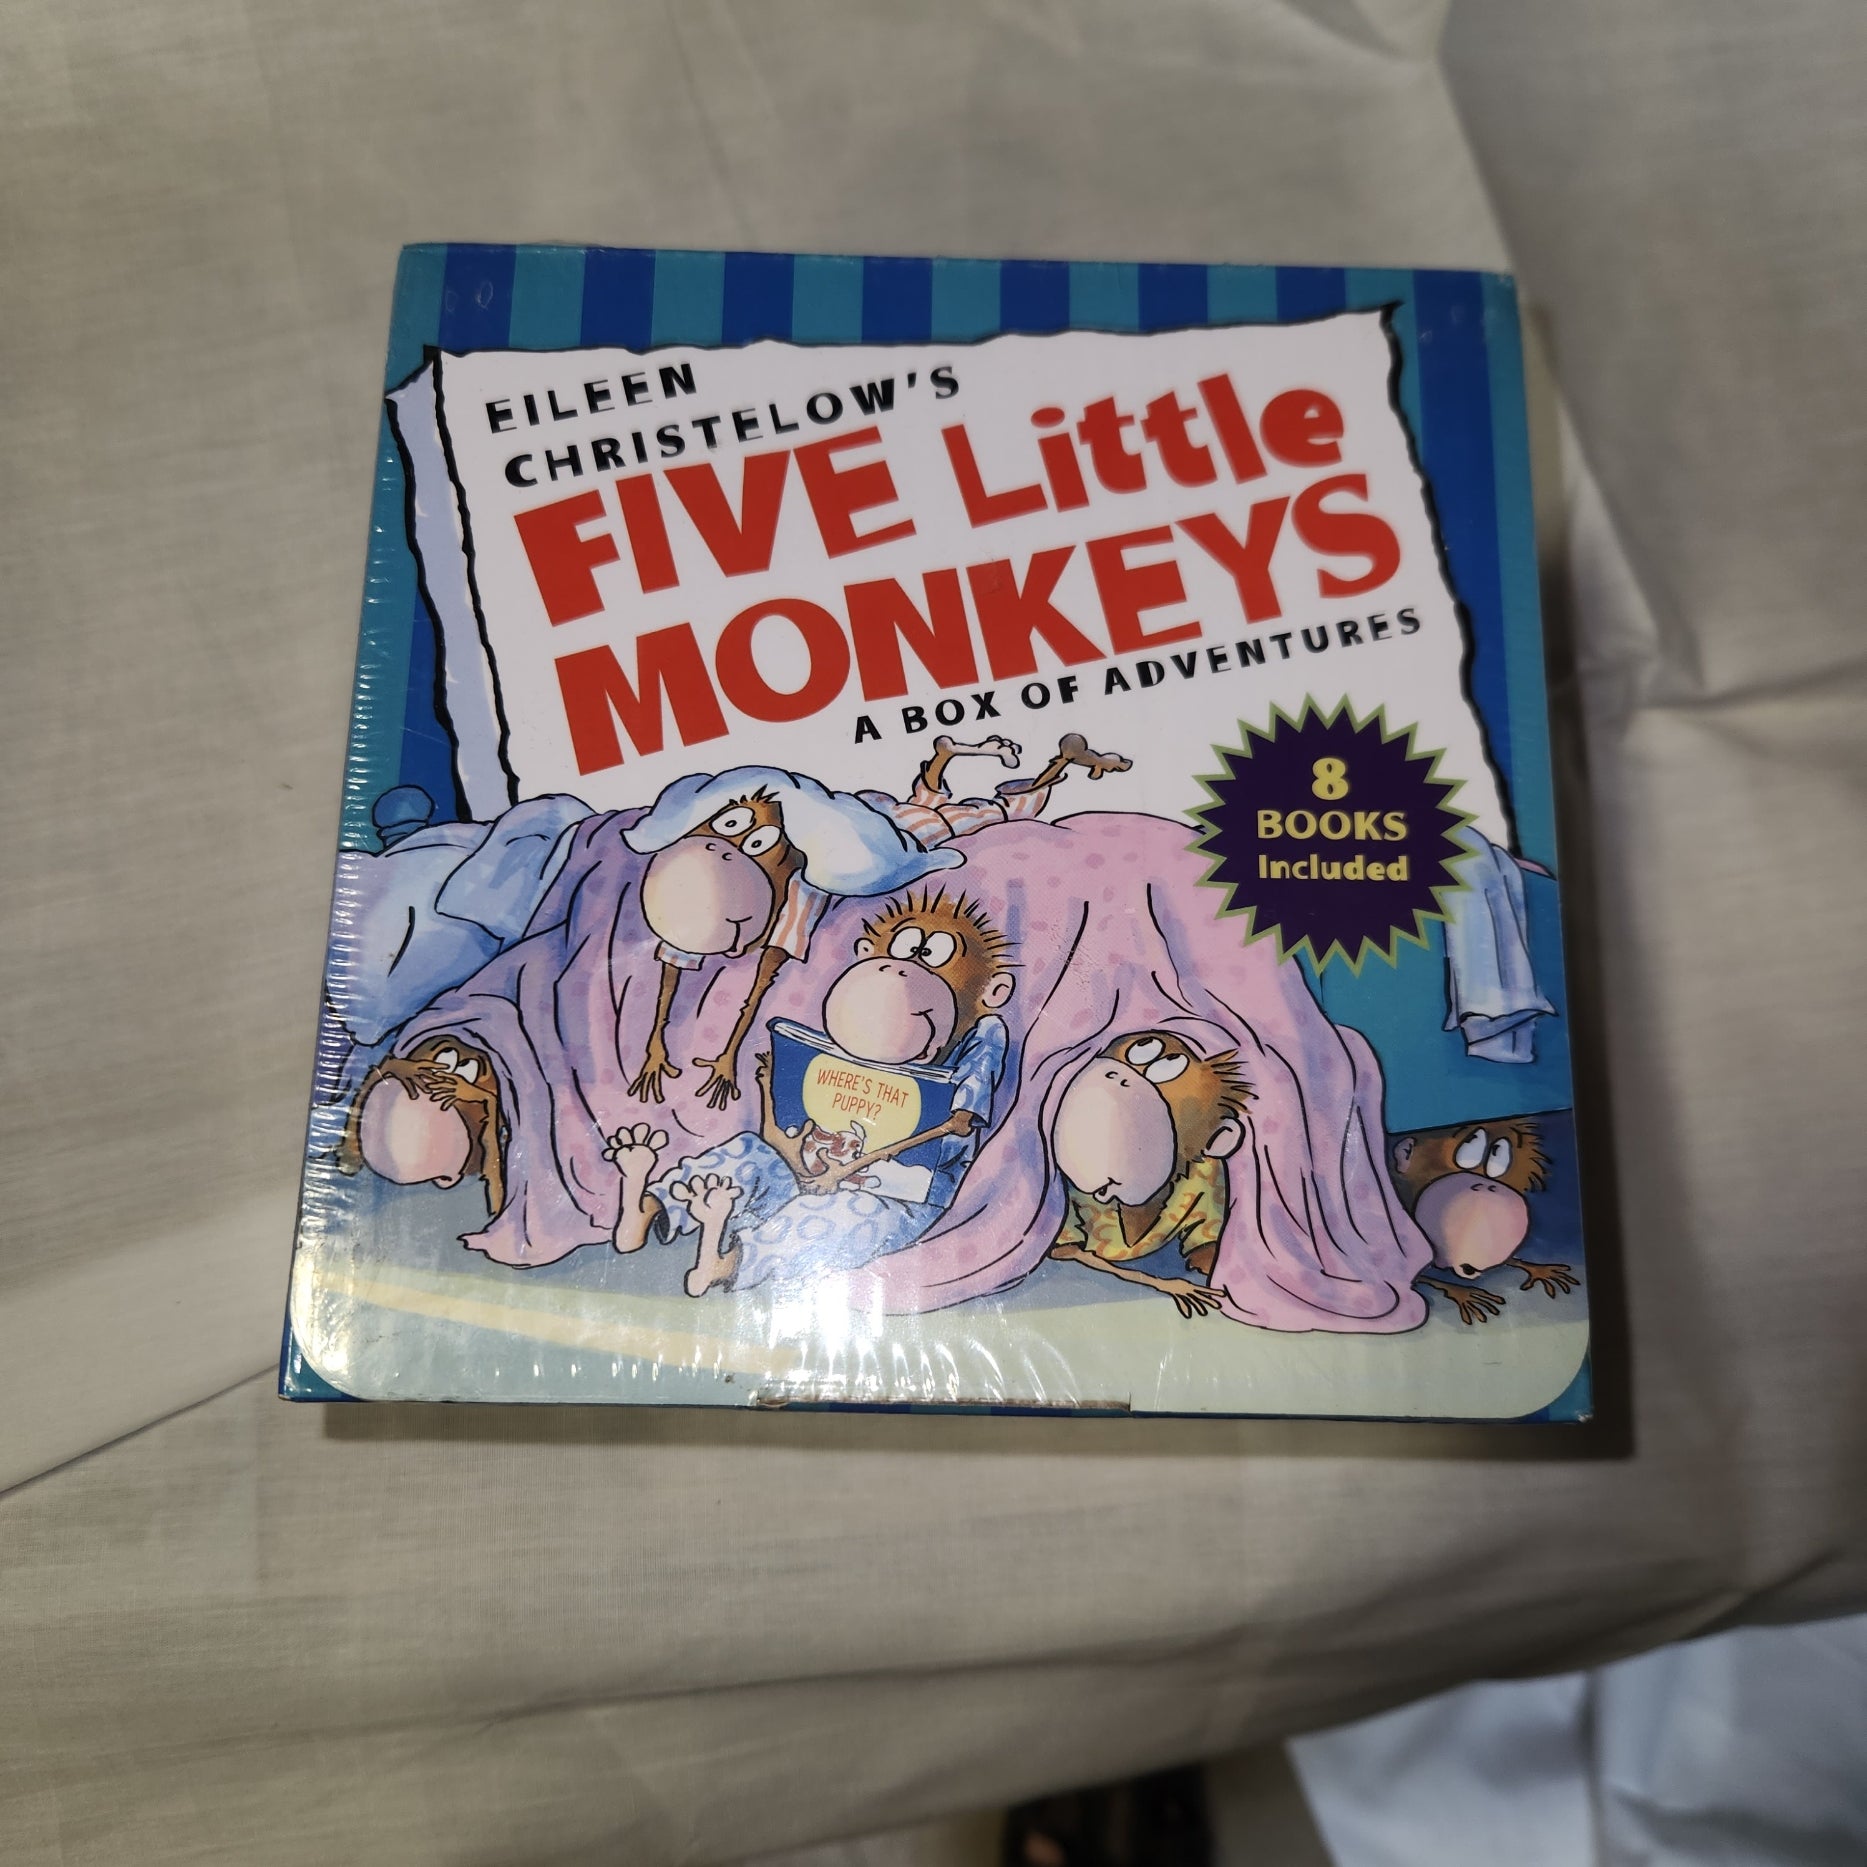 EILEEN
CHRISTELOW'S
FIVE Little
MONKEYS
A BOX OF ADVENTURES
8
BOOKS
Included
WHERE'S THAT
PUPPY?